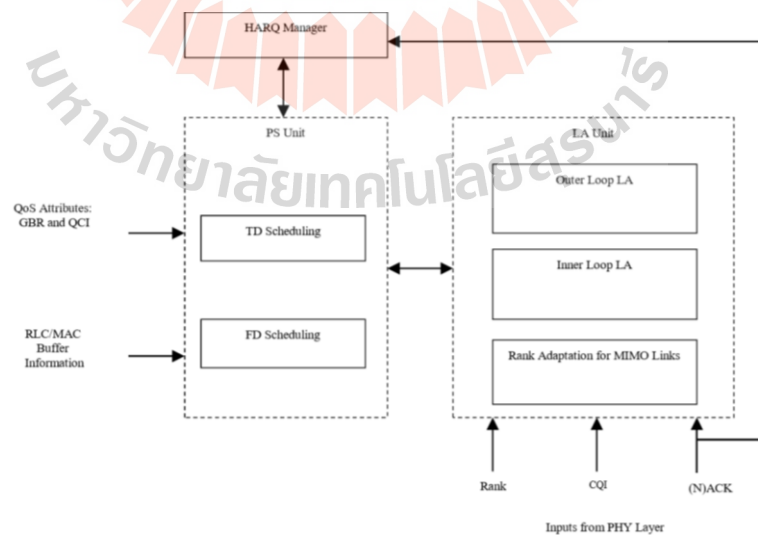 HARQ Manager
มหาวิทยาลัยเทคโนโลยีสุรนารี
PS Unit
LA Unit
Outer Loop LA
QoS Attributes:
GBR and QCI
TD Scheduling
Inner Loop LA
RLC/MAC
Buffer
Information
FD Scheduling
Rank Adaptation for MIMO Links
Rank
CQI
(N)ACK
Inputs from PHY Layer